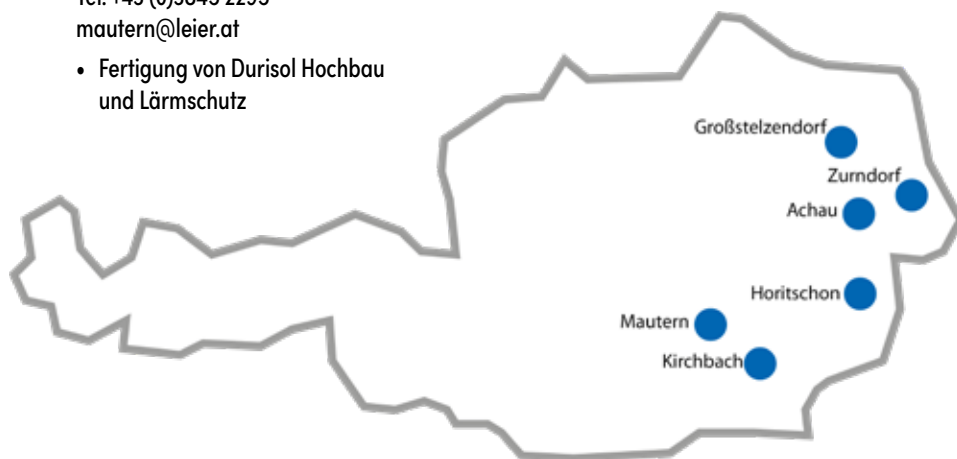 mautern@leier.at
• Fertigung von Durisol Hochbau
und Lärmschutz
Großstelzendorf
Zurndorf
Achau
Horitschon
Mautern
Kirchbach